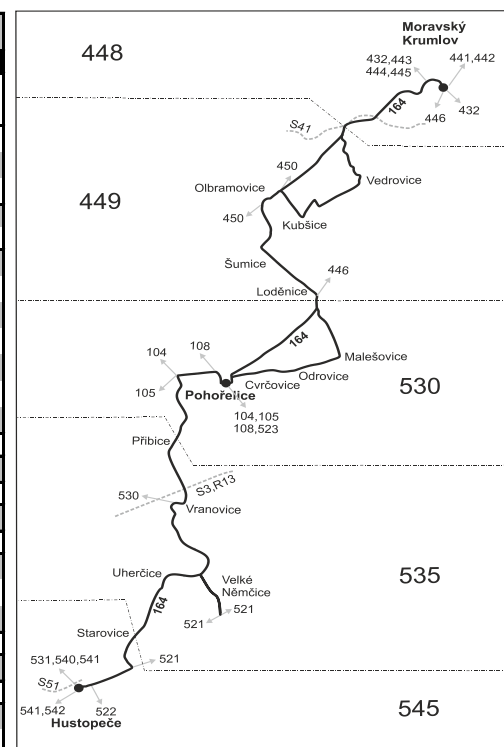 Moravský
Krumlov
448
432,443
444,445
441,442
164
446
432
S41
450
Vedrovice
Olbramovice
449
450
Kubšice
Šumice
446
Loděnice
164
108
104
Malešovice
Odrovice
530
Cvrčovice
105
Pohořelice
104,105
108,523
Přibice
S3,R13
530
Vranovice
535
Uherčice
Velké
Němčice
164
521
521
Starovice
531,540,541
521
S51
541,542
522
545
Hustopeče